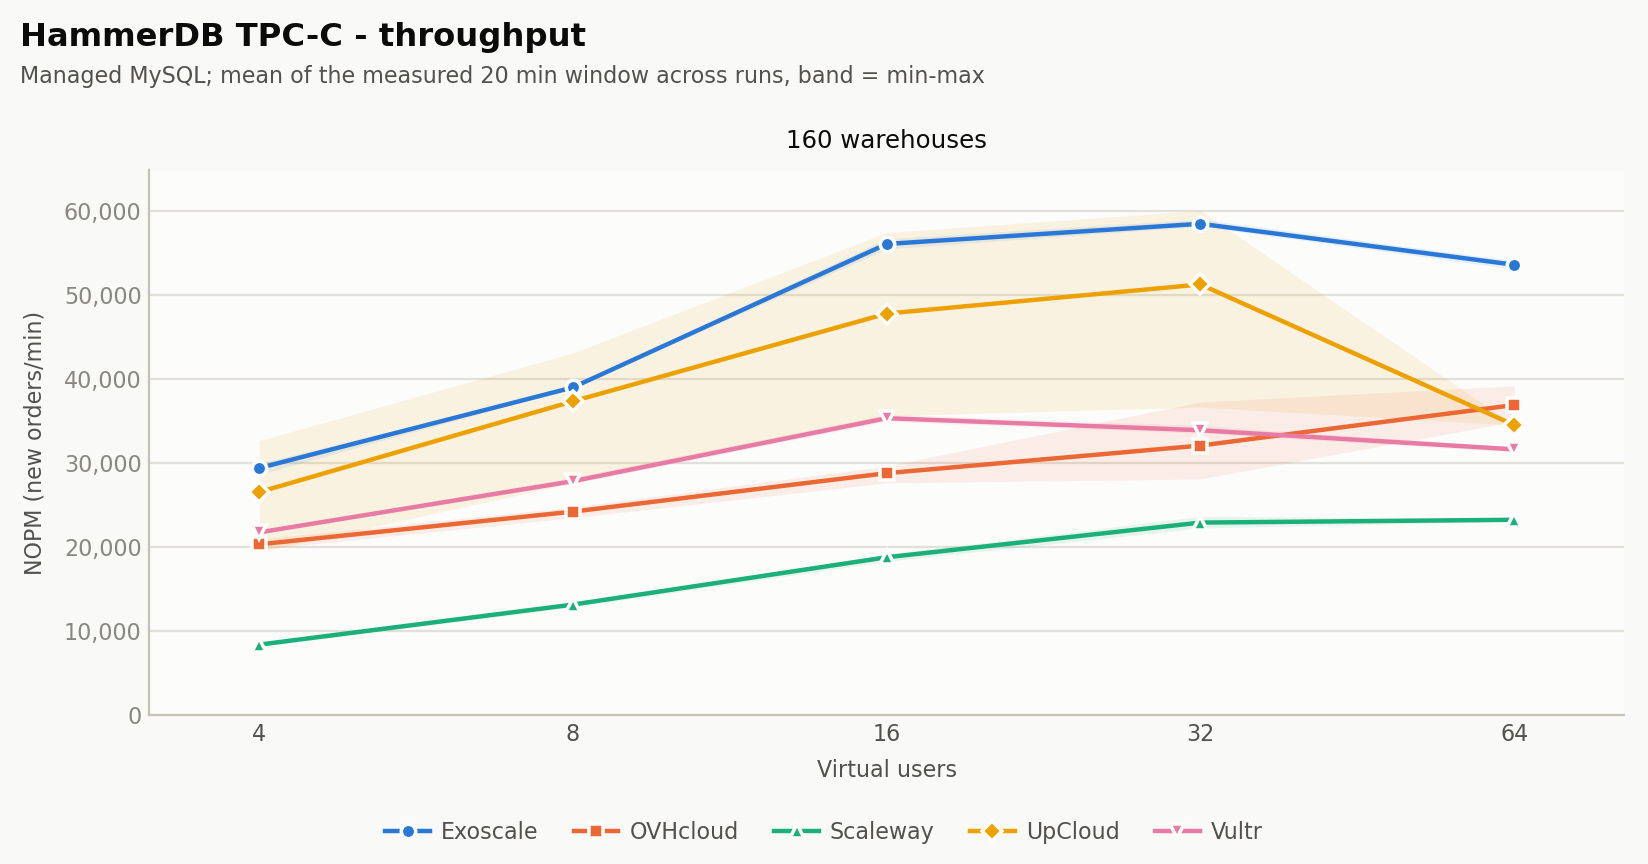 HammerDB TPC-C - throughput
Managed MySQL; mean of the measured 20 min window across runs, band = min-max
160 warehouses
NOPM (new orders/min)
60,000
50,000
40,000
30,000
20,000
10,000
0
4 8 16 32 64
Virtual users
Exoscale OVHcloud Scaleway UpCloud Vultr